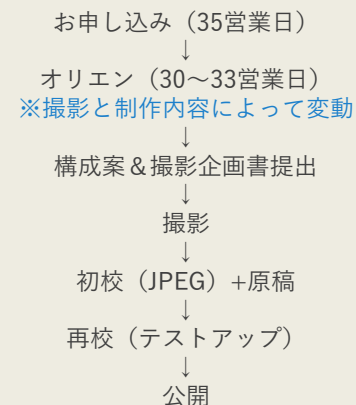 お申し込み（35営業日）
↓
オリエン（30～33営業日）
※撮影と制作内容によって変動
↓
構成案＆撮影企画書提出
↓
撮影
↓
初校（JPEG）+原稿
↓
再校（テストアップ）
↓
公開